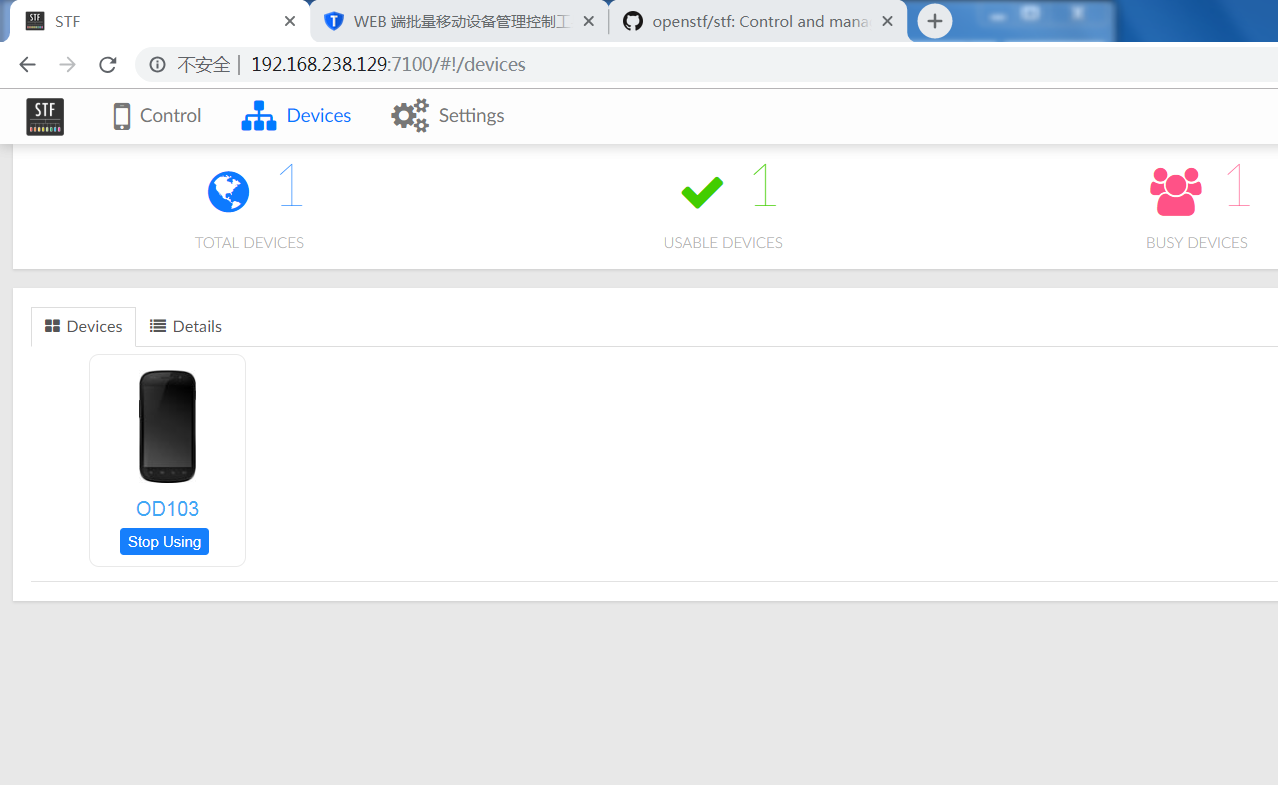 STF
WEB 端批量移动设备管理控制工
openstf/stf: Control and mana
不安全 | 192.168.238.129:7100/#!/devices
STF Control Devices Settings
1 1 1
TOTAL DEVICES USABLE DEVICES BUSY DEVICES
Devices Details
OD103
Stop Using